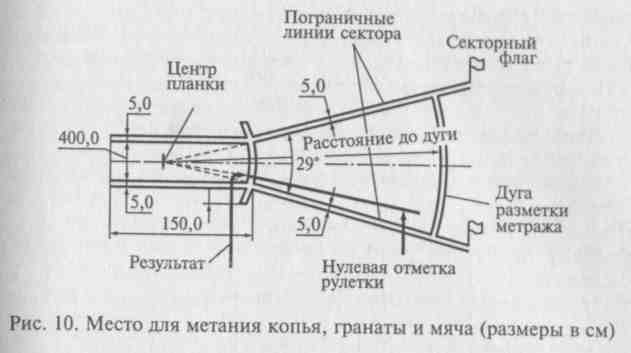 Пограничные
линии сектора
Секторный
флаг
Центр
планки
5,0
5,0
400,0
Расстояние до дуги
29°
5,0
5,0
150,0
Дуга
разметки
метража
Результат
Нулевая отметка
рулетки
Рис. 10. Место для метания копья, гранаты и мяча (размеры в см)